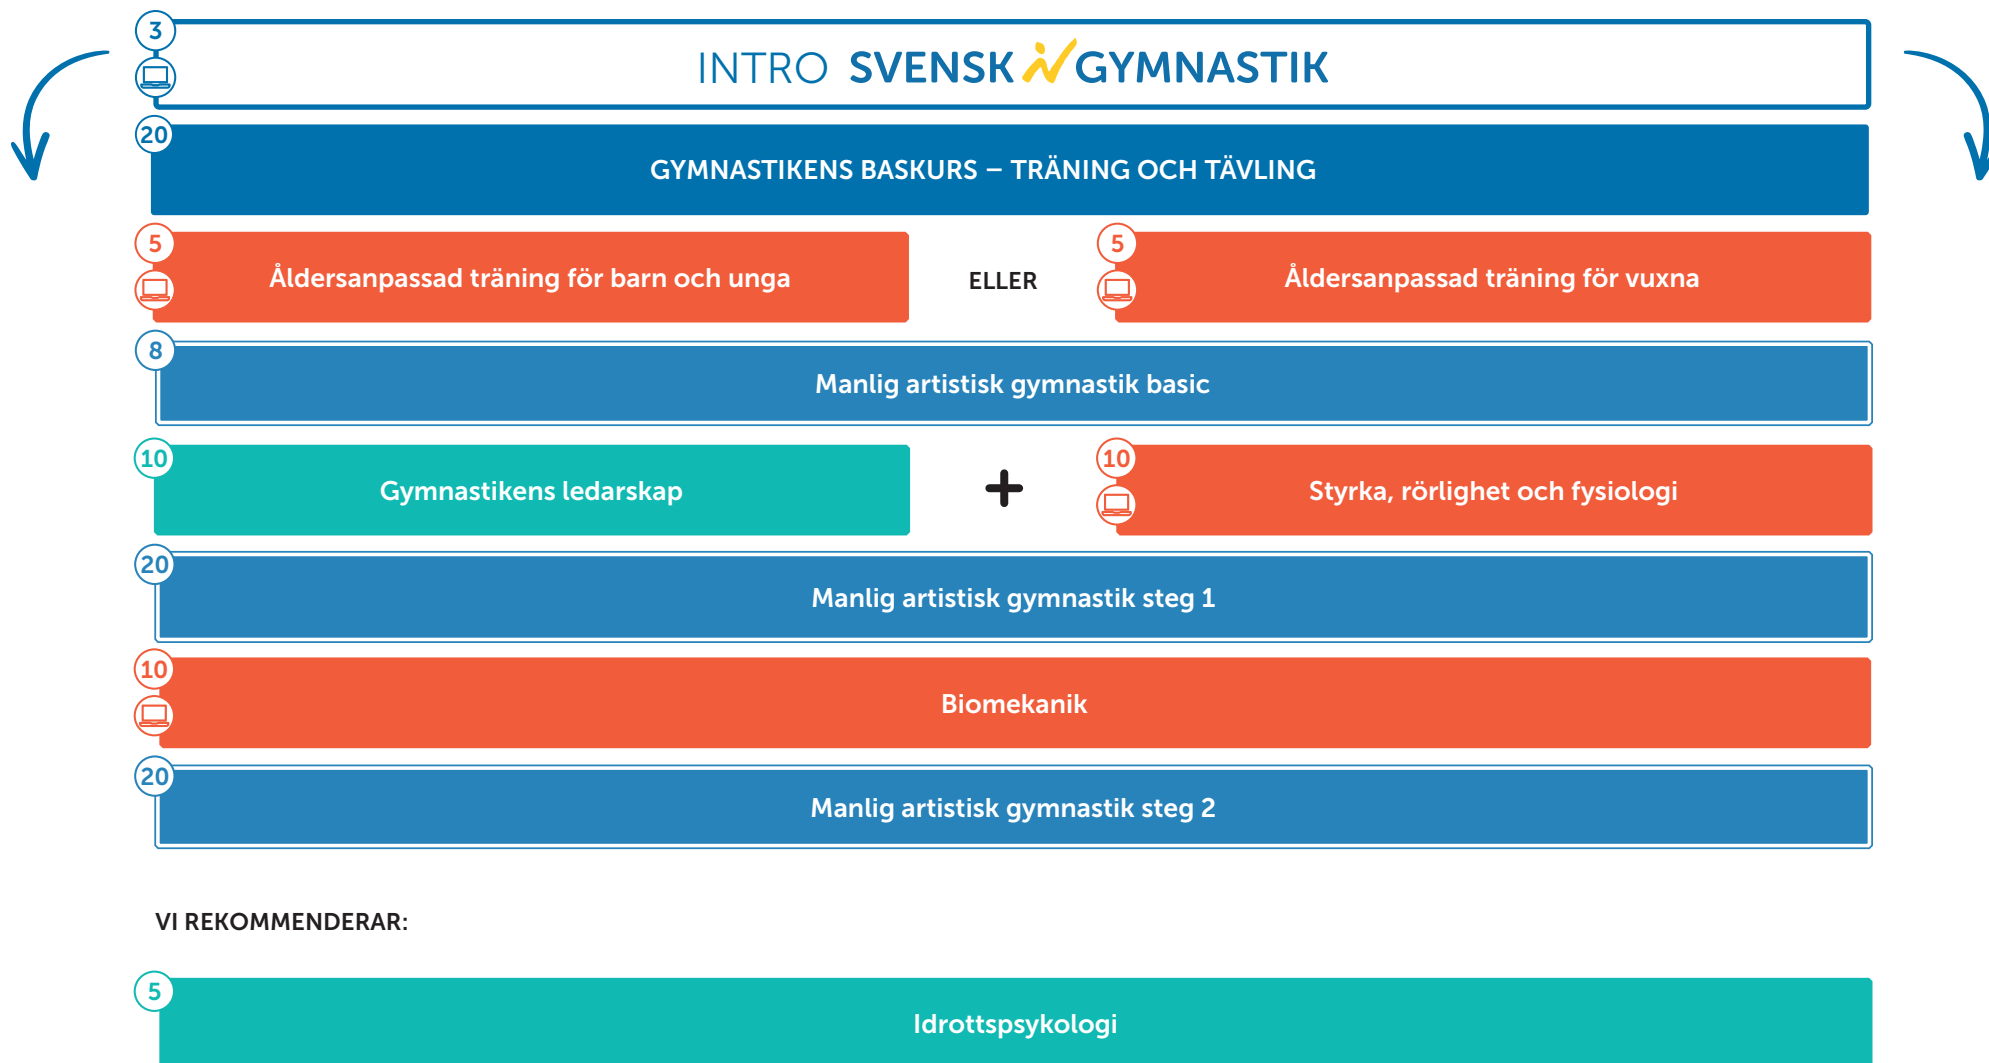 3
INTRO SVENSK GYMNASTIK
20
GYMNASTIKENS BASKURS – TRÄNING OCH TÄVLING
5
Åldersanpassad träning för barn och unga
ELLER
5
Åldersanpassad träning för vuxna
8
Manlig artistisk gymnastik basic
10
Gymnastikens ledarskap
+
10
Styrka, rörlighet och fysiologi
20
Manlig artistisk gymnastik steg 1
10
Biomekanik
20
Manlig artistisk gymnastik steg 2
VI REKOMMENDERAR:
5
Idrottspsykologi